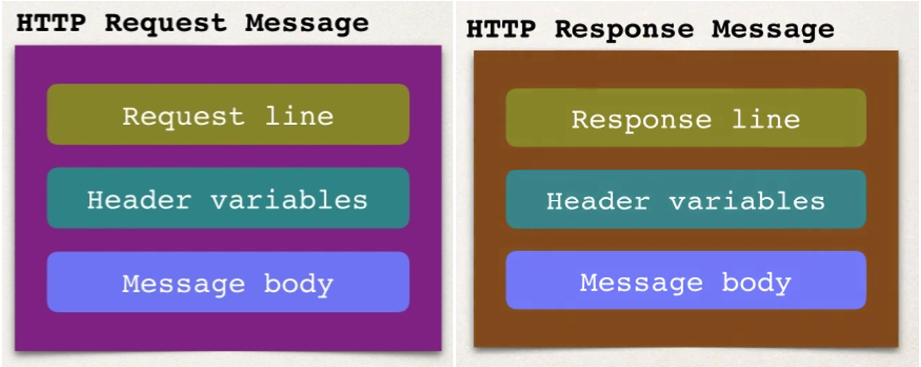 HTTP Request Message
Request line
Header variables
Message body
HTTP Response Message
Response line
Header variables
Message body